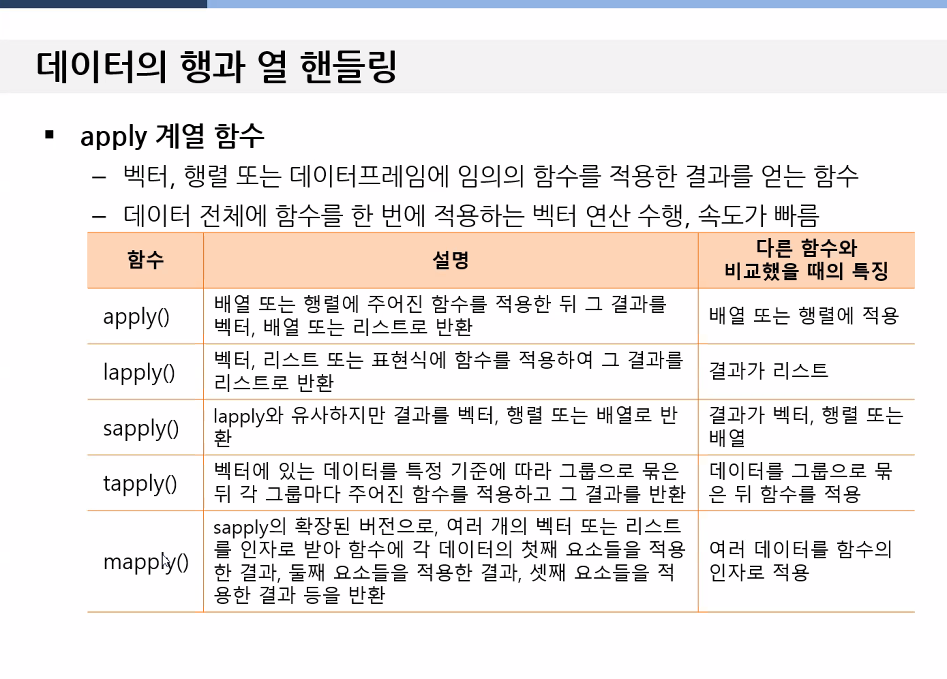 데이터의 행과 열 핸들링
▪ apply 계열 함수
– 벡터, 행렬 또는 데이터프레임에 임의의 함수를 적용한 결과를 얻는 함수
– 데이터 전체에 함수를 한 번에 적용하는 벡터 연산 수행, 속도가 빠름
함수
설명
다른 함수와
비교했을 때의 특징
apply()
배열 또는 행렬에 주어진 함수를 적용한 뒤 그 결과를
벡터, 배열 또는 리스트로 반환
배열 또는 행렬에 적용
lapply()
벡터, 리스트 또는 표현식에 함수를 적용하여 그 결과를
리스트로 반환
결과가 리스트
sapply()
lapply와 유사하지만 결과를 벡터, 행렬 또는 배열로 반
환
결과가 벡터, 행렬 또는
배열
tapply()
벡터에 있는 데이터를 특정 기준에 따라 그룹으로 묶은
뒤 각 그룹마다 주어진 함수를 적용하고 그 결과를 반환
데이터를 그룹으로 묶
은 뒤 함수를 적용
mapply()
sapply의 확장된 버전으로, 여러 개의 벡터 또는 리스트
를 인자로 받아 함수에 각 데이터의 첫째 요소들을 적용
한 결과, 둘째 요소들을 적용한 결과, 셋째 요소들을 적
용한 결과 등을 반환
여러 데이터를 함수의
인자로 적용